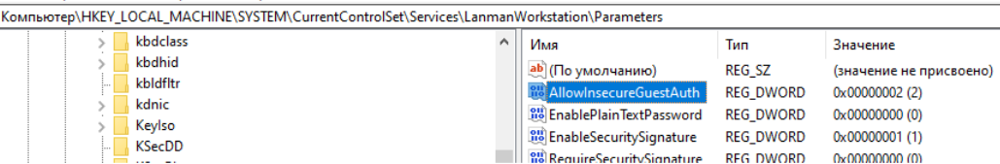 Компьютер\HKEY_LOCAL_MACHINE\SYSTEM\CurrentControlSet\Services\LanmanWorkstation\Parameters
kbdclass
kbdhid
kbldfltr
kdnic
KeyIso
KSecDD
Имя Тип Значение
ab (По умолчанию) REG_SZ (значение не присвоено)
AllowInsecureGuestAuth REG_DWORD 0x00000002 (2)
EnablePlainTextPassword REG_DWORD 0x00000000 (0)
EnableSecuritySignature REG_DWORD 0x00000001 (1)
RequireSecuritySignature REG_DWORD 0x00000000 (0)